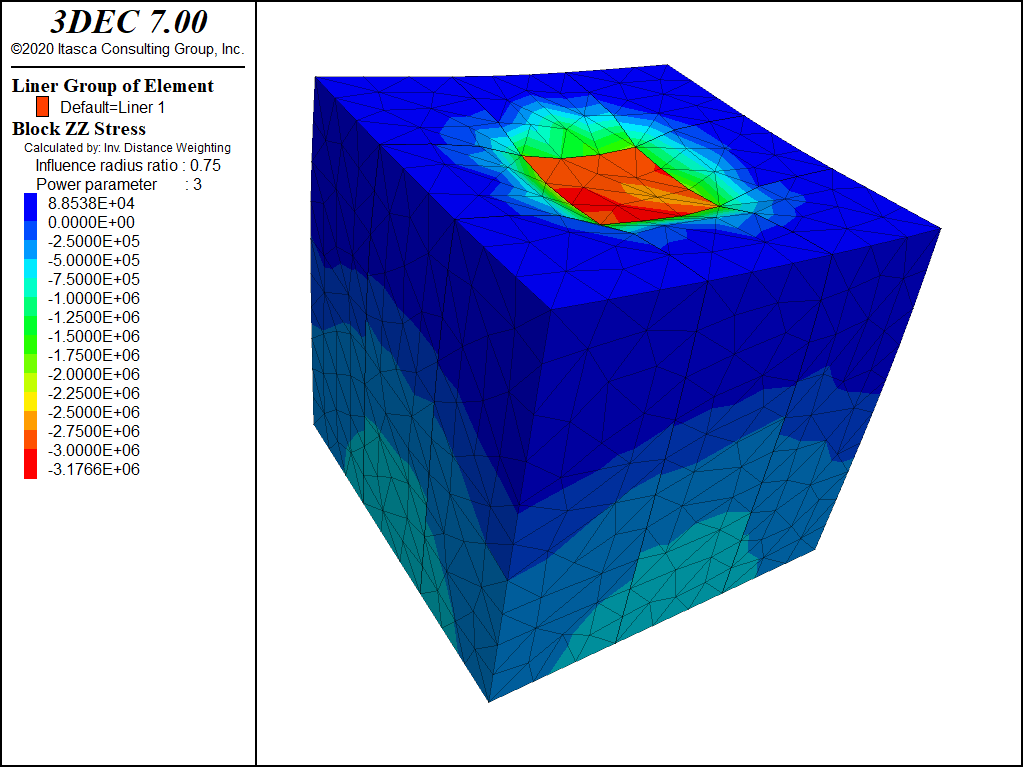 3DEC 7.00
©2020 Itasca Consulting Group, Inc.
Liner Group of Element
Default=Liner 1
Block ZZ Stress
Calculated by: Inv. Distance Weighting
Influence radius ratio : 0.75
Power parameter : 3
8.8538E+04
0.0000E+00
-2.5000E+05
-5.0000E+05
-7.5000E+05
-1.0000E+06
-1.2500E+06
-1.5000E+06
-1.7500E+06
-2.0000E+06
-2.2500E+06
-2.5000E+06
-2.7500E+06
-3.0000E+06
-3.1766E+06